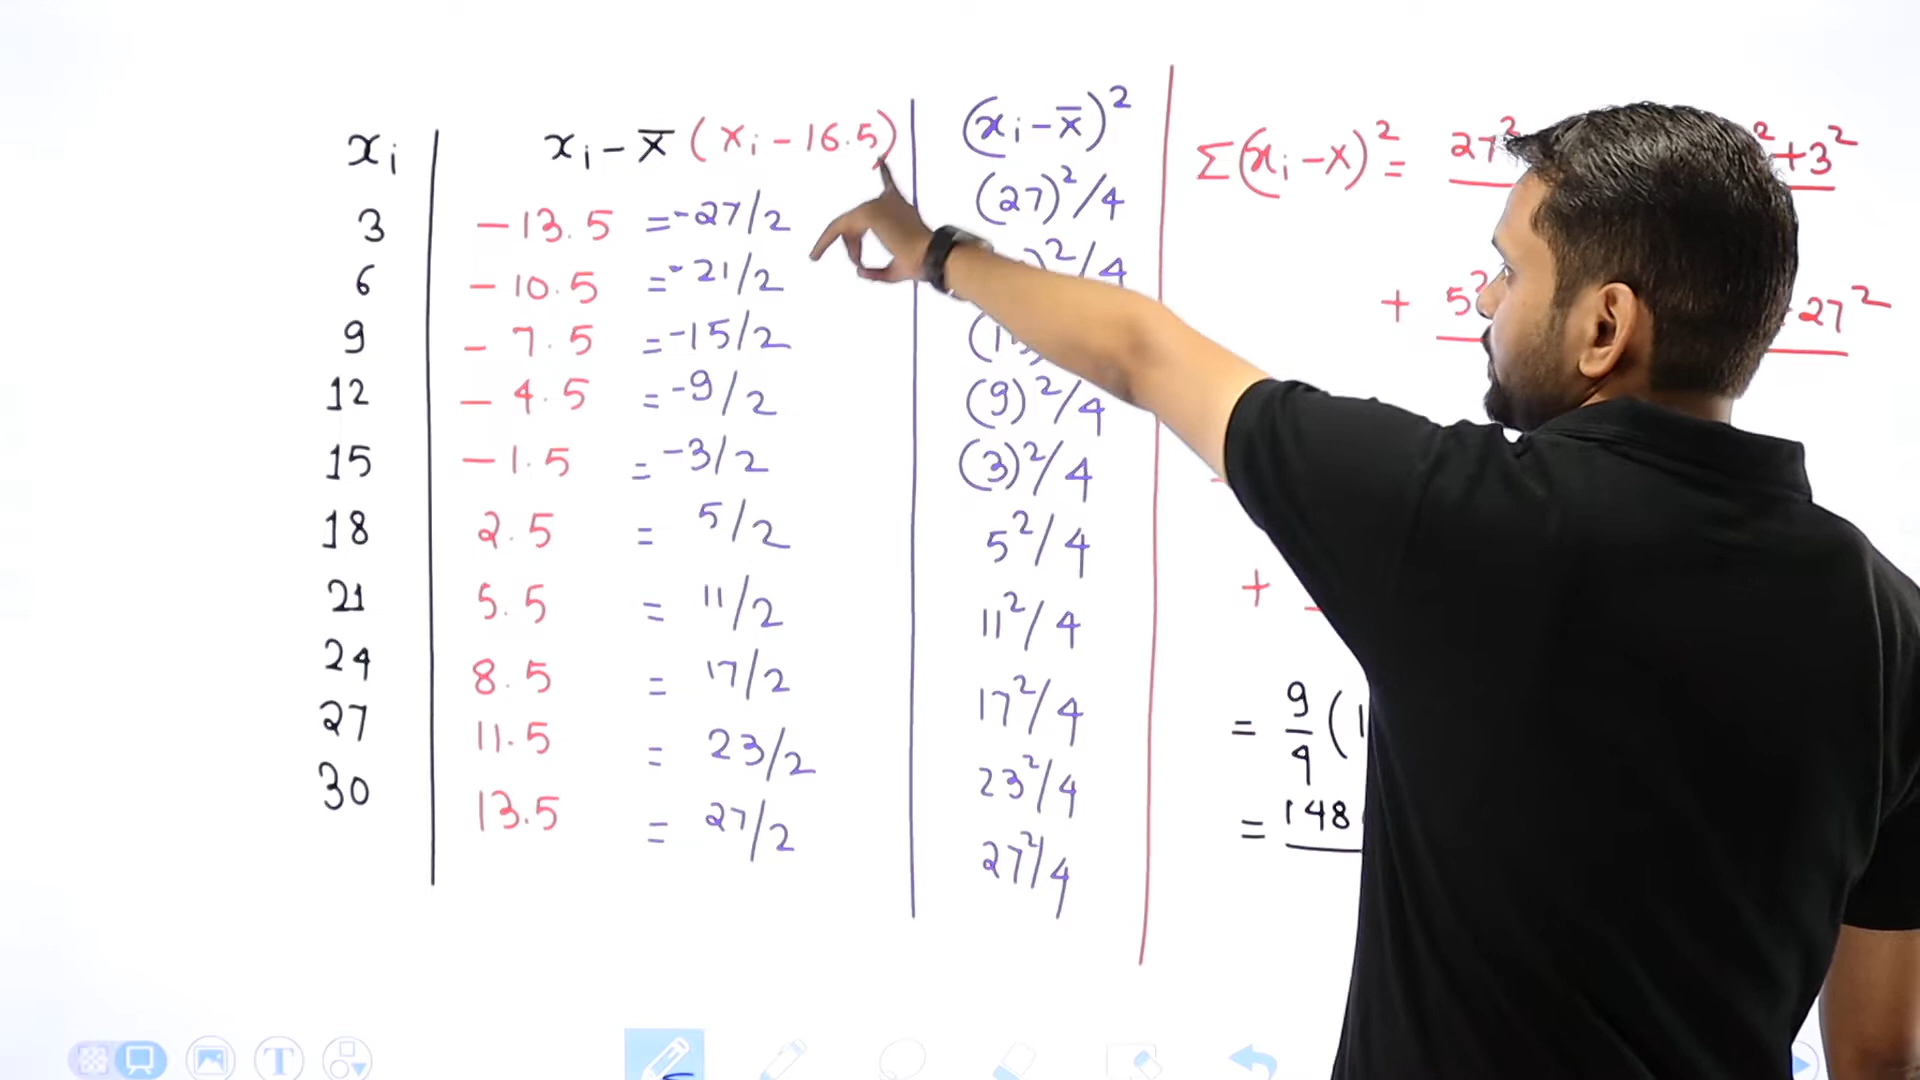 xᵢ	xᵢ – x̅ (xᵢ – 16.5)	(xᵢ – x̅)²	Σ(xᵢ – x)² = 27² ² + 3²
3	– 13.5 = -27/2	(27)²/4
6	– 10.5 = -21/2	)²/4	+ 5² 27²
9	– 7.5 = -15/2	(1
12	– 4.5 = -9/2	(9)²/4
15	– 1.5 = -3/2	(3)²/4
18	2.5 = 5/2	5²/4
21	5.5 = 11/2	11²/4	+
24	8.5 = 17/2	17²/4	= 9/4 (1
27	11.5 = 23/2	23²/4	= 148
30	13.5 = 27/2	27²/4
T